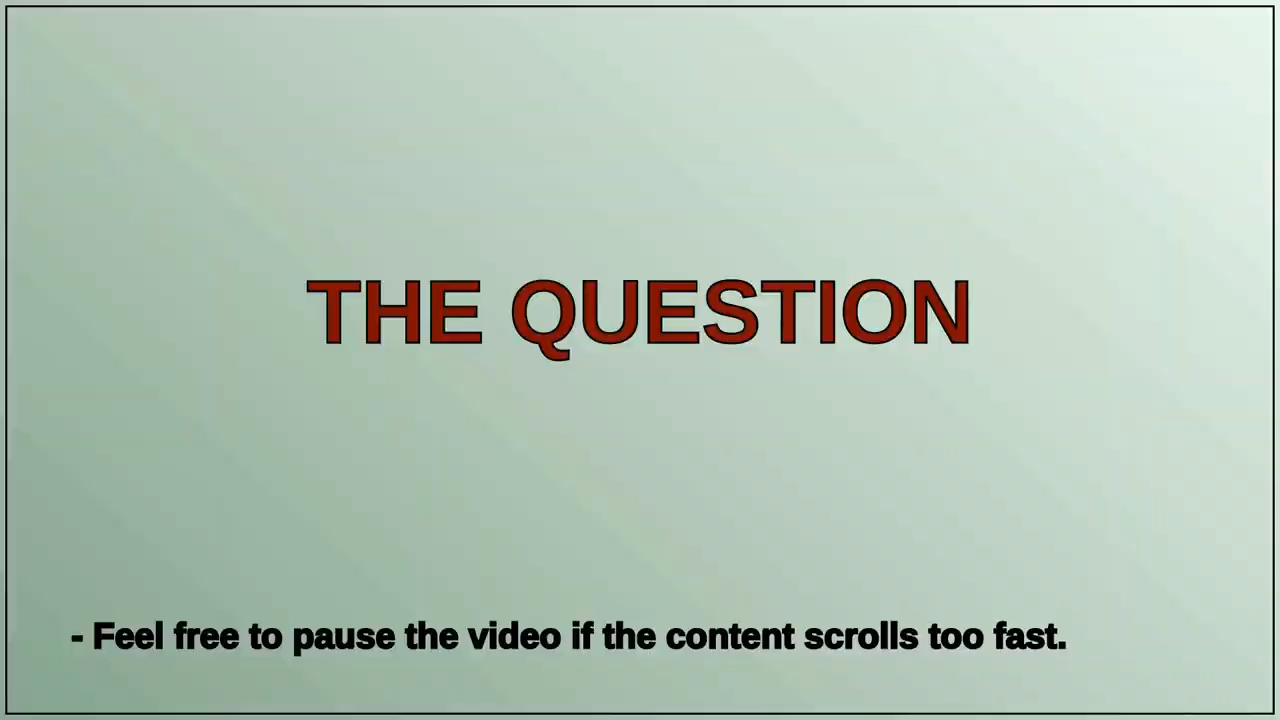 THE QUESTION
- Feel free to pause the video if the content scrolls too fast.